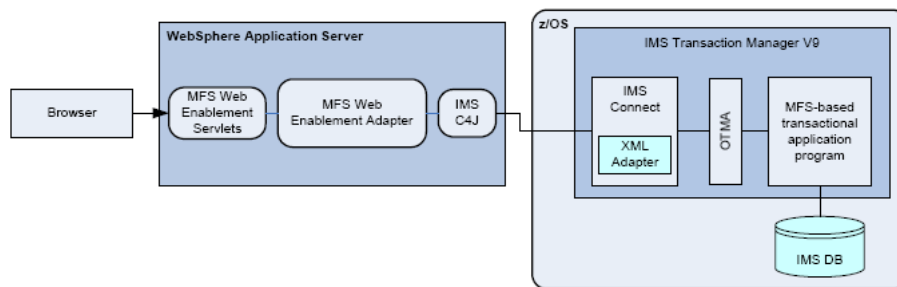 z/OS
WebSphere Application Server
IMS Transaction Manager V9
Browser
MFS Web
Enablement
Servlets
MFS Web
Enablement Adapter
IMS
C4J
IMS
Connect
XML
Adapter
OTMA
MFS-based
transactional
application
program
IMS DB